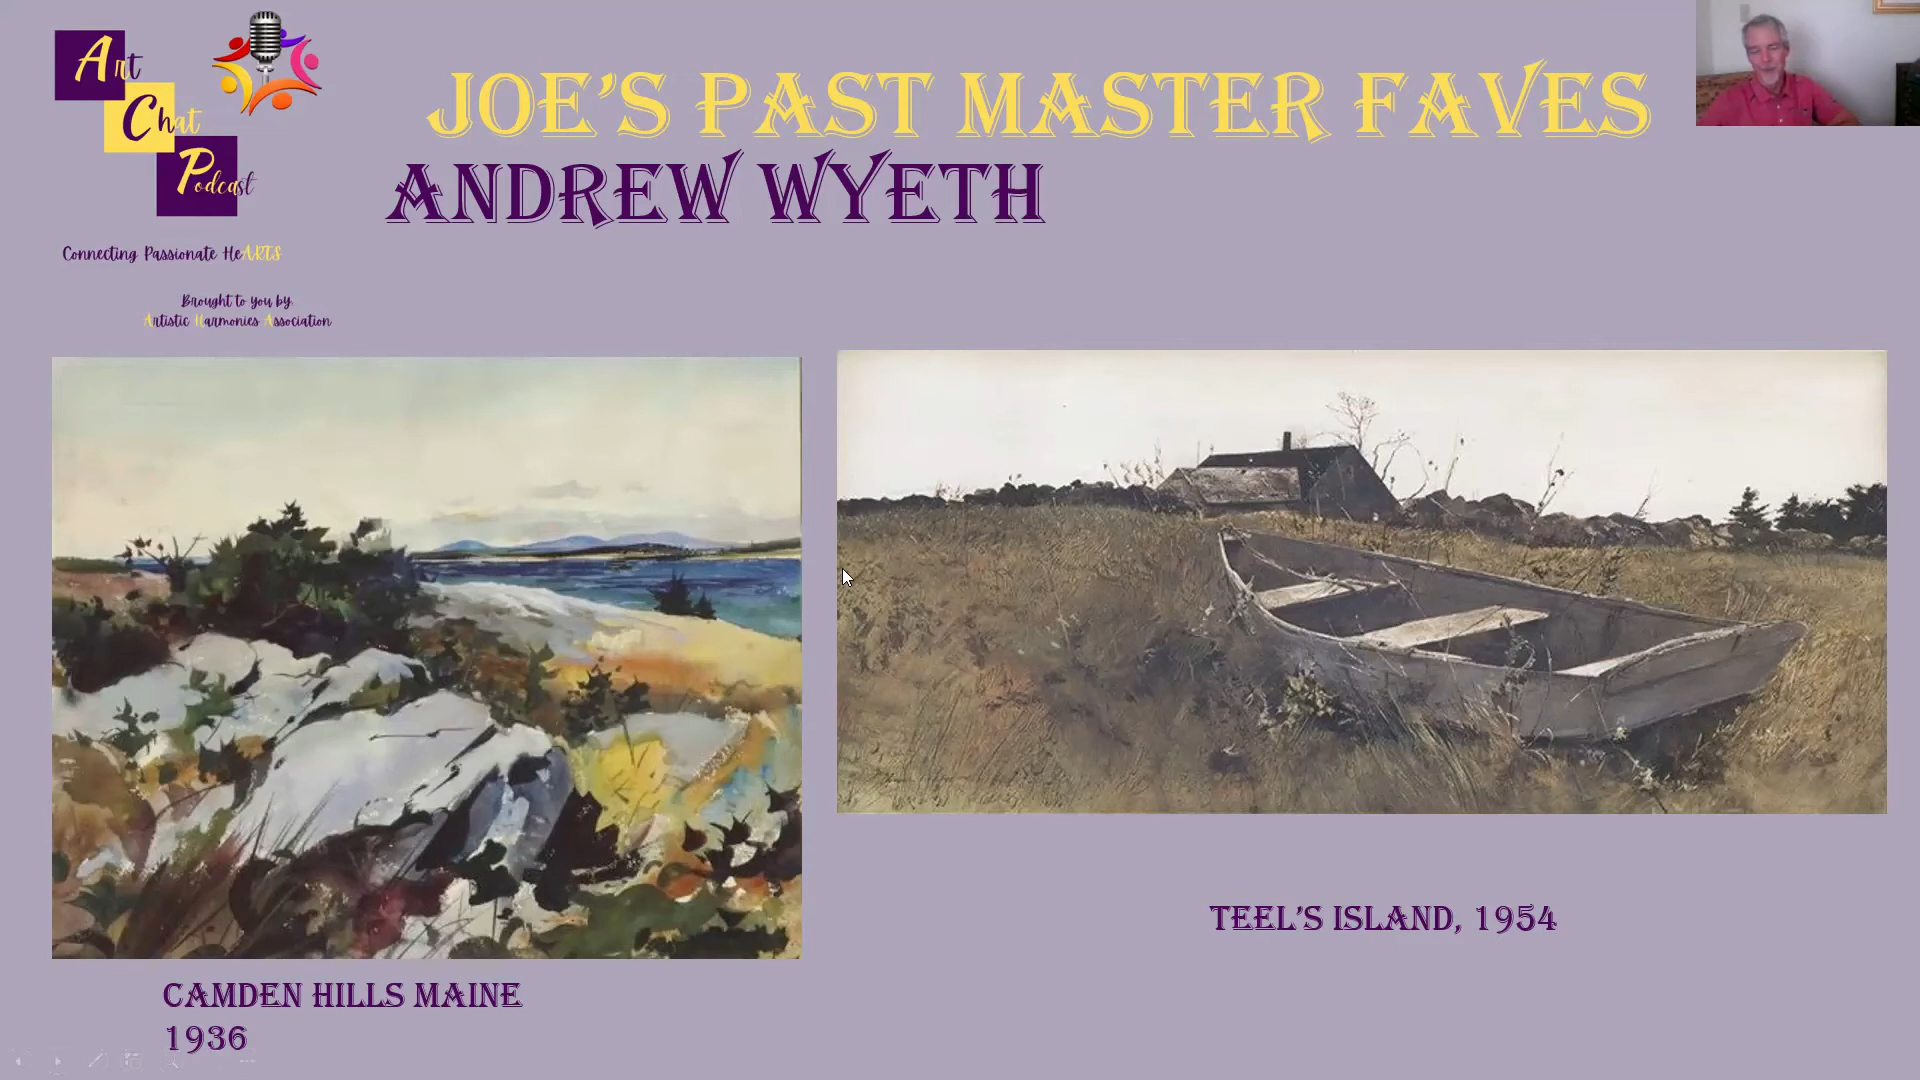 Art
Chat
Podcast
Connecting Passionate HeARTS
Brought to you by:
Artistic Harmonies Association
JOE'S PAST MASTER FAVES
ANDREW WYETH
CAMDEN HILLS MAINE
1936
TEEL'S ISLAND, 1954